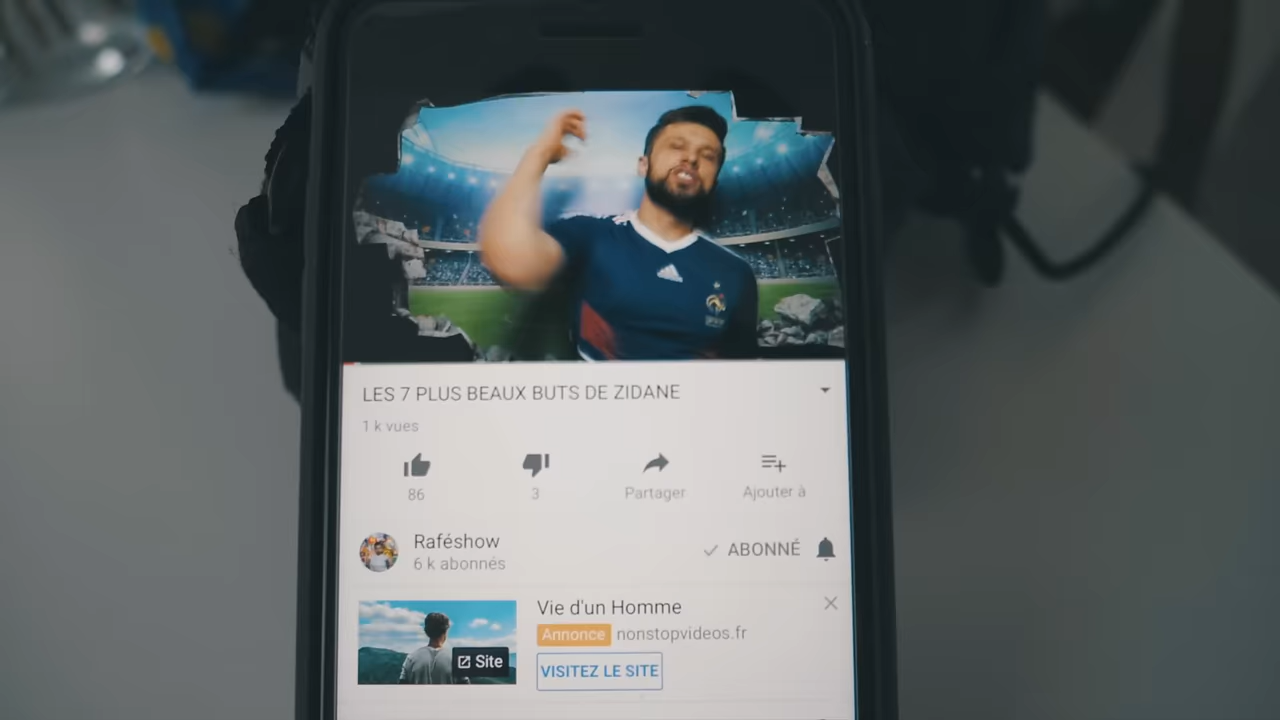 LES 7 PLUS BEAUX BUTS DE ZIDANE
1 k vues
86
3
Partager
Ajouter à
Raféshow
6 k abonnés
ABONNÉ
Vie d'un Homme
Annonce nonstopvideos.fr
Site
VISITEZ LE SITE